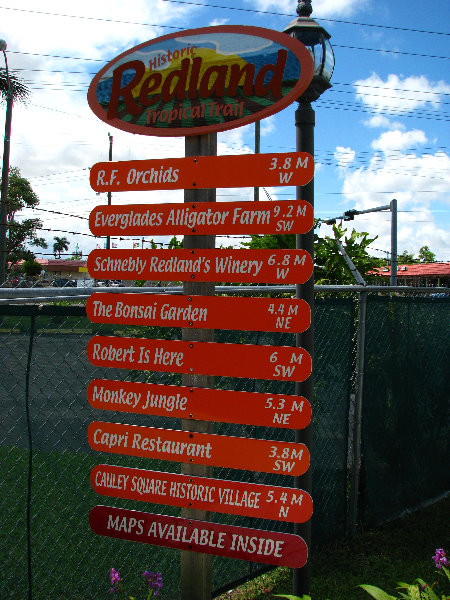 Historic
Redland
Tropical Trail
R.F. Orchids 3.8 M W
Everglades Alligator Farm 9.2 M SW
Schnebly Redland's Winery 6.8 M W
The Bonsai Garden 4.4 M NE
Robert Is Here 6 M SW
Monkey Jungle 5.3 M NE
Capri Restaurant 3.8 M SW
CAULEY SQUARE HISTORIC VILLAGE 5.4 M N
MAPS AVAILABLE INSIDE